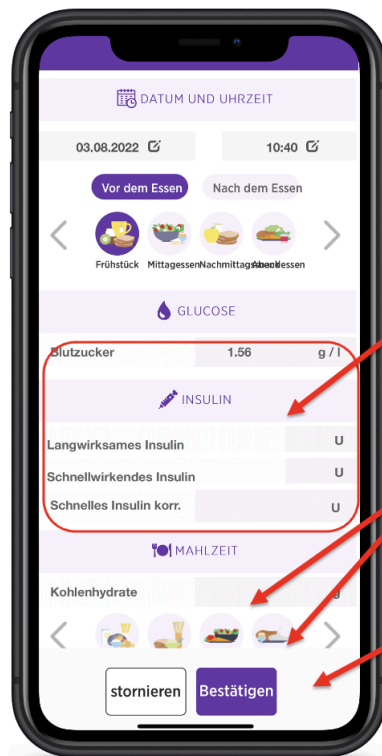 DATUM UND UHRZEIT
03.08.2022 10:40
Vor dem Essen Nach dem Essen
Frühstück Mittagessen Nachmittagssnack Abendessen
GLUCOSE
Blutzucker 1.56 g / l
INSULIN
Langwirksames Insulin U
Schnellwirkendes Insulin U
Schnelles Insulin korr. U
MAHLZEIT
Kohlenhydrate g
stornieren Bestätigen